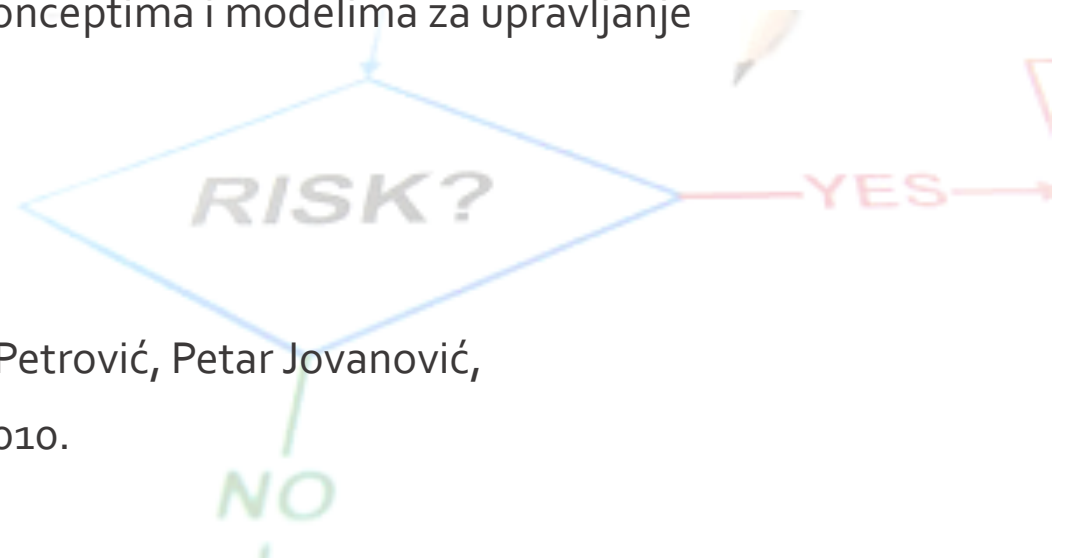 onceptima i modelima za upravljanje
RISK?
YES
Petrović, Petar Jovanović,
010.
NO